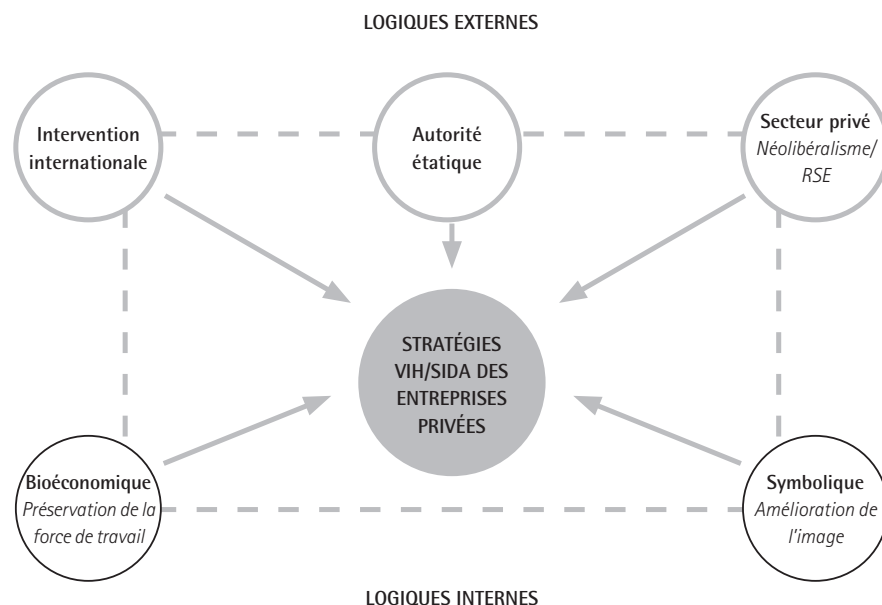 LOGIQUES EXTERNES
Intervention
internationale
Autorité
étatique
Secteur privé
Néolibéralisme/
RSE
STRATÉGIES
VIH/SIDA DES
ENTREPRISES
PRIVÉES
Bioéconomique
Préservation de la
force de travail
Symbolique
Amélioration de
l'image
LOGIQUES INTERNES